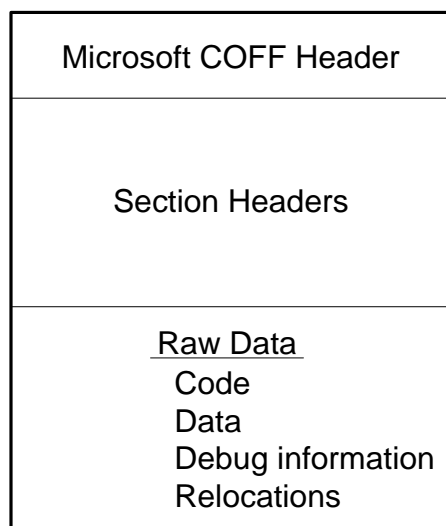 Microsoft COFF Header
Section Headers
Raw Data
Code
Data
Debug information
Relocations